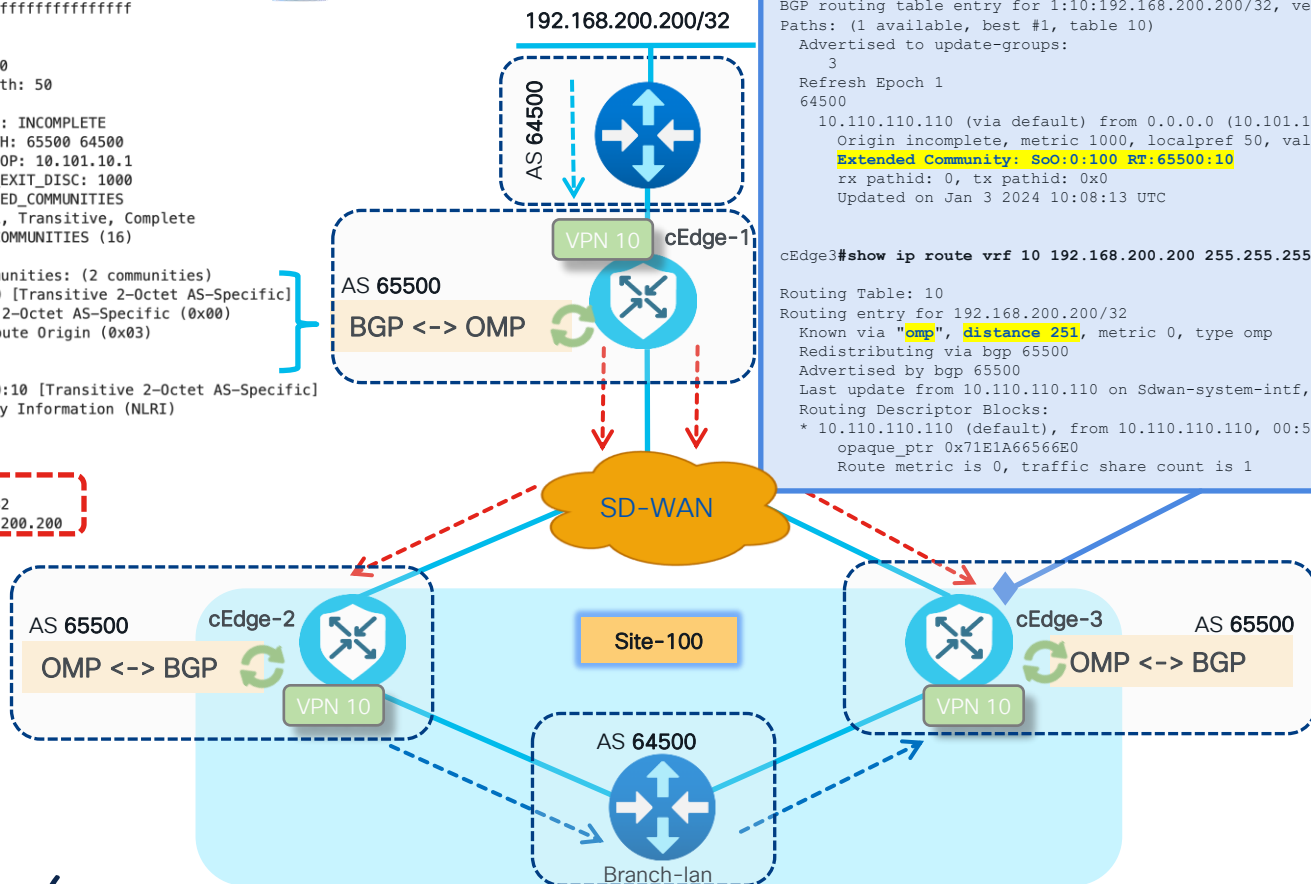 ffffffffffffffff
0
th: 50
: INCOMPLETE
H: 65500 64500
OP: 10.101.10.1
EXIT_DISC: 1000
ED_COMMUNITIES
, Transitive, Complete
OMMUNITIES (16)
unities: (2 communities)
[Transitive 2-Octet AS-Specific]
2-Octet AS-Specific (0x00)
ute Origin (0x03)
:10 [Transitive 2-Octet AS-Specific]
y Information (NLRI)
2
200.200
192.168.200.200/32
AS 64500
VPN 10
cEdge-1
AS 65500
BGP <-> OMP
SD-WAN
BGP routing table entry for 1:10:192.168.200.200/32, ve
Paths: (1 available, best #1, table 10)
Advertised to update-groups:
3
Refresh Epoch 1
64500
10.110.110.110 (via default) from 0.0.0.0 (10.101.1
Origin incomplete, metric 1000, localpref 50, val
Extended Community: SoO:0:100 RT:65500:10
rx pathid: 0, tx pathid: 0x0
Updated on Jan 3 2024 10:08:13 UTC
cEdge3#show ip route vrf 10 192.168.200.200 255.255.255
Routing Table: 10
Routing entry for 192.168.200.200/32
Known via "omp", distance 251, metric 0, type omp
Redistributing via bgp 65500
Advertised by bgp 65500
Last update from 10.110.110.110 on Sdwan-system-intf,
Routing Descriptor Blocks:
* 10.110.110.110 (default), from 10.110.110.110, 00:5
opaque_ptr 0x71E1A66566E0
Route metric is 0, traffic share count is 1
cEdge-2
AS 65500
OMP <-> BGP
VPN 10
Site-100
cEdge-3
AS 65500
OMP <-> BGP
VPN 10
AS 64500
Branch-lan